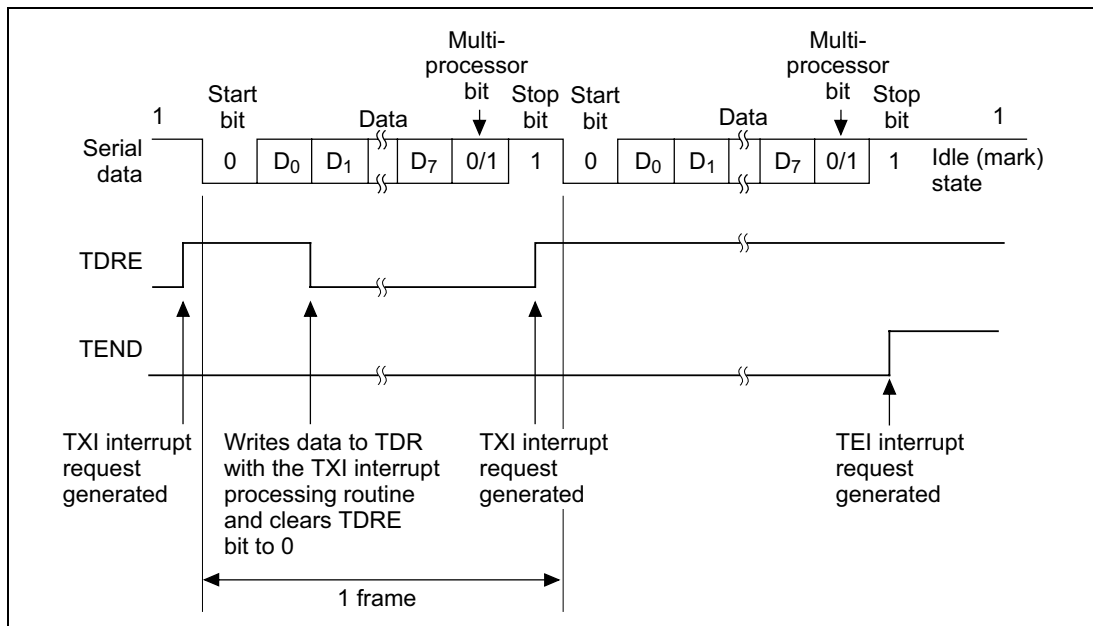 Multi-
processor
bit
Multi-
processor
bit
1
Start
bit
Data
Stop
bit
Start
bit
Data
Stop
bit
1
Serial
data
0 D0 D1 D7 0/1 1 0 D0 D1 D7 0/1 1
Idle (mark)
state
TDRE
TEND
TXI interrupt
request
generated
Writes data to TDR
with the TXI interrupt
processing routine
and clears TDRE
bit to 0
TXI interrupt
request
generated
TEI interrupt
request
generated
1 frame